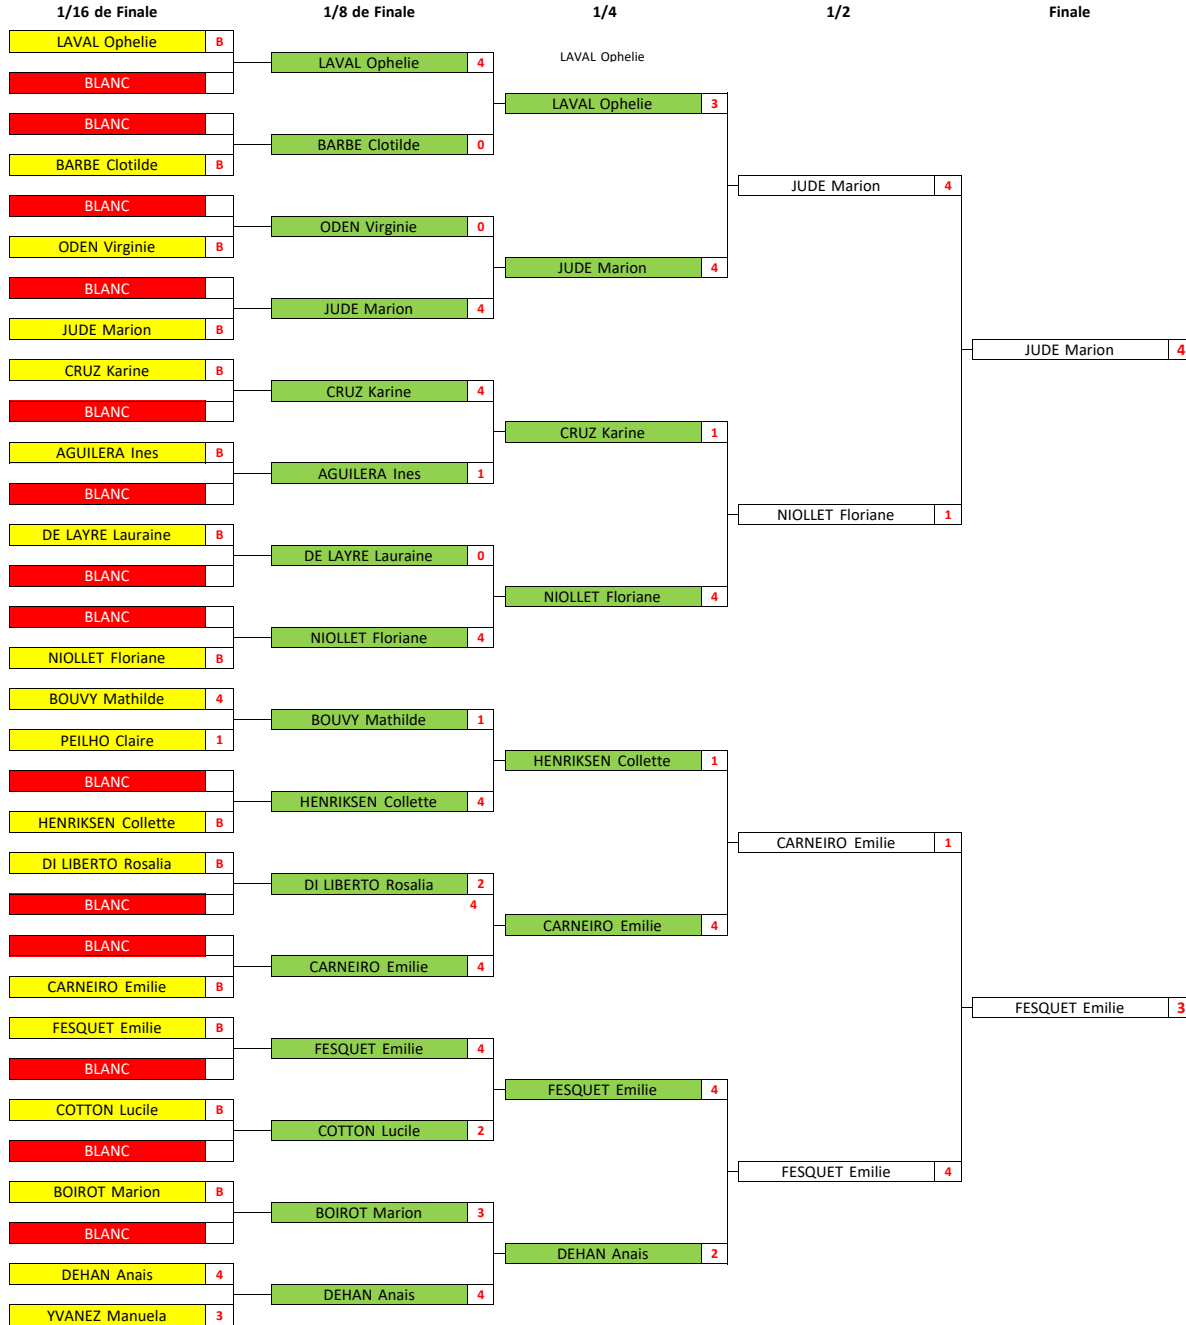 1/16 de Finale 1/8 de Finale 1/4 1/2 Finale
LAVAL Ophelie B
LAVAL Ophelie 4 LAVAL Ophelie
BLANC
LAVAL Ophelie 3
BLANC
BARBE Clotilde 0
BARBE Clotilde B
JUDE Marion 4
BLANC
ODEN Virginie 0
ODEN Virginie B
JUDE Marion 4
BLANC
JUDE Marion 4
JUDE Marion B
JUDE Marion 4
CRUZ Karine B
CRUZ Karine 4
BLANC
CRUZ Karine 1
AGUILERA Ines B
AGUILERA Ines 1
BLANC
NIOLLET Floriane 1
DE LAYRE Lauraine B
DE LAYRE Lauraine 0
BLANC
NIOLLET Floriane 4
BLANC
NIOLLET Floriane 4
NIOLLET Floriane B
BOUVY Mathilde 4
BOUVY Mathilde 1
PEILHO Claire 1
HENRIKSEN Collette 1
BLANC
HENRIKSEN Collette 4
HENRIKSEN Collette B
CARNEIRO Emilie 1
DI LIBERTO Rosalia B
DI LIBERTO Rosalia 2
BLANC 4
CARNEIRO Emilie 4
BLANC
CARNEIRO Emilie 4
CARNEIRO Emilie B
FESQUET Emilie 3
FESQUET Emilie B
FESQUET Emilie 4
BLANC
FESQUET Emilie 4
COTTON Lucile B
COTTON Lucile 2
BLANC
FESQUET Emilie 4
BOIROT Marion B
BOIROT Marion 3
BLANC
DEHAN Anais 2
DEHAN Anais 4
DEHAN Anais 4
YVANEZ Manuela 3